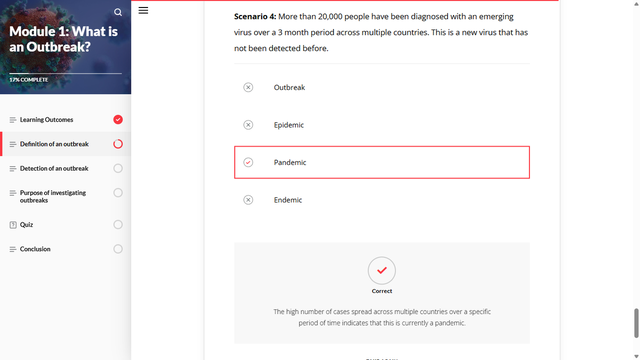 Module 1: What is
an Outbreak?
17% COMPLETE
Learning Outcomes
Definition of an outbreak
Detection of an outbreak
Purpose of investigating
outbreaks
Quiz
Conclusion
Scenario 4: More than 20,000 people have been diagnosed with an emerging
virus over a 3 month period across multiple countries. This is a new virus that has
not been detected before.
Outbreak
Epidemic
Pandemic
Endemic
Correct
The high number of cases spread across multiple countries over a specific
period of time indicates that this is currently a pandemic.